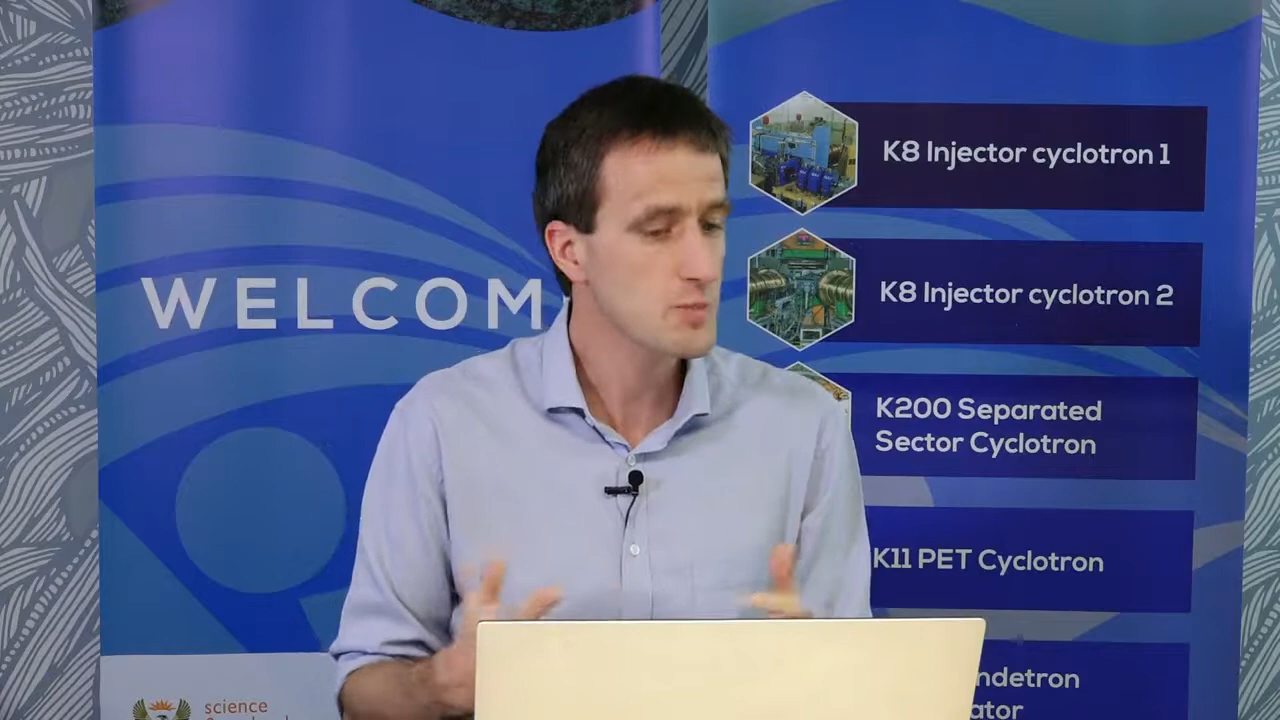 WELCOM
K8 Injector cyclotron 1
K8 Injector cyclotron 2
K200 Separated
Sector Cyclotron
K11 PET Cyclotron
ndetron
ator
science